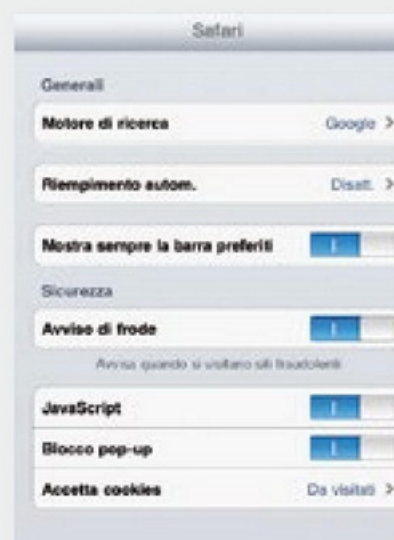 Safari
Generali
Motore di ricerca Google
Riempimento autom. Disatt.
Mostra sempre la barra preferiti
Sicurezza
Avviso di frode
Avvisa quando si visitano siti fraudolenti
JavaScript
Blocco pop-up
Accetta cookies Da visitati